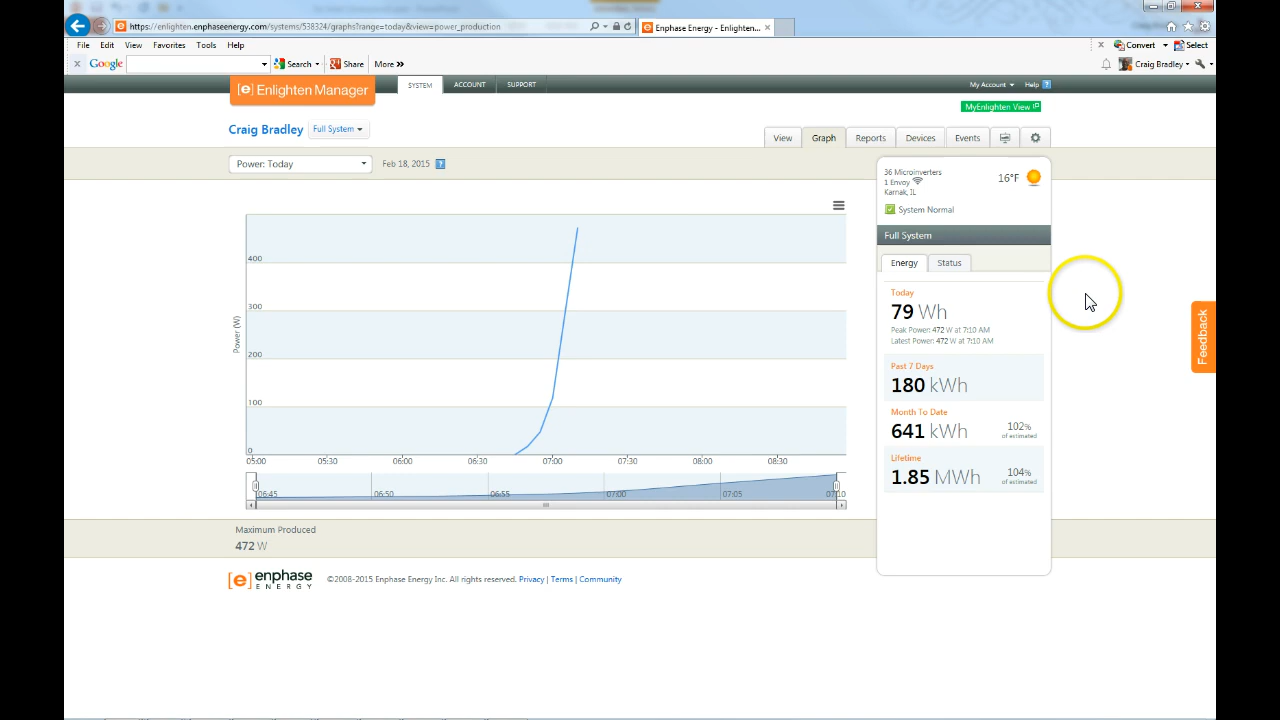 https://enlighten.enphaseenergy.com/systems/538324/graphs?range=today&view=power_production
Enphase Energy - Enlighten...
File Edit View Favorites Tools Help
Convert Select
Google Search Share More »
Craig Bradley
[e] Enlighten Manager SYSTEM ACCOUNT SUPPORT My Account Help ?
MyEnlighten View
Craig Bradley Full System
View Graph Reports Devices Events
Power: Today Feb 18, 2015 ?
36 Microinverters
1 Envoy
Karnak, IL
16°F
System Normal
Full System
Energy Status
Today
79 Wh
Peak Power: 472 W at 7:10 AM
Latest Power: 472 W at 7:10 AM
Past 7 Days
180 kWh
Month To Date
641 kWh
102%
of estimated
Lifetime
1.85 MWh
104%
of estimated
Feedback
Power (W)
400
300
200
100
0
05:00 05:30 06:00 06:30 07:00 07:30 08:00 08:30
06:45 06:50 06:55 07:00 07:05 07:10
Maximum Produced
472 W
[e] enphase
ENERGY
©2008-2015 Enphase Energy Inc. All rights reserved. Privacy | Terms | Community